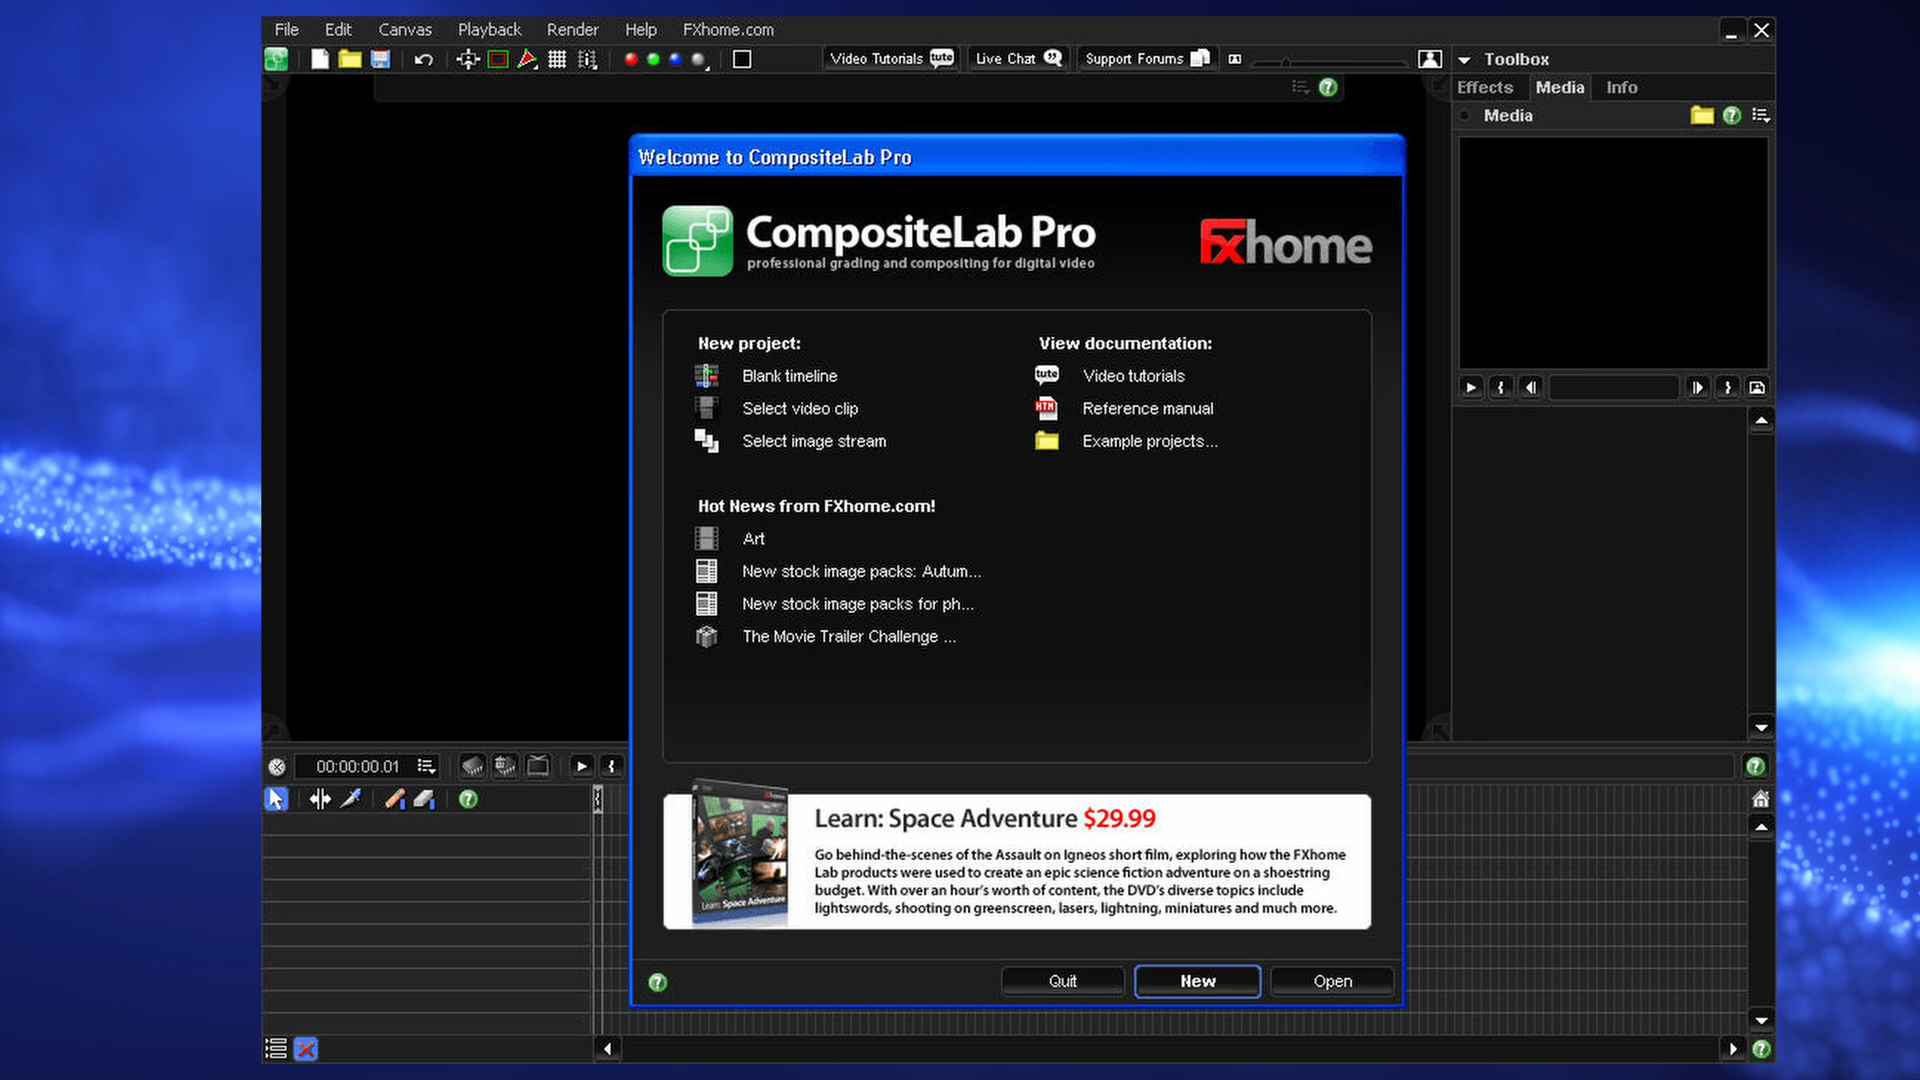 File Edit Canvas Playback Render Help FXhome.com
Video Tutorials tute Live Chat Support Forums
Toolbox
Effects Media Info
Media
Welcome to CompositeLab Pro
CompositeLab Pro
professional grading and compositing for digital video
FXhome
New project:
Blank timeline
Select video clip
Select image stream
View documentation:
tute Video tutorials
HTM Reference manual
Example projects...
Hot News from FXhome.com!
Art
New stock image packs: Autum...
New stock image packs for ph...
The Movie Trailer Challenge ...
00:00:00.01
Learn: Space Adventure $29.99
Go behind-the-scenes of the Assault on Igneos short film, exploring how the FXhome
Lab products were used to create an epic science fiction adventure on a shoestring
budget. With over an hour's worth of content, the DVD's diverse topics include
lightswords, shooting on greenscreen, lasers, lightning, miniatures and much more.
Learn: Space Adventure
Quit New Open